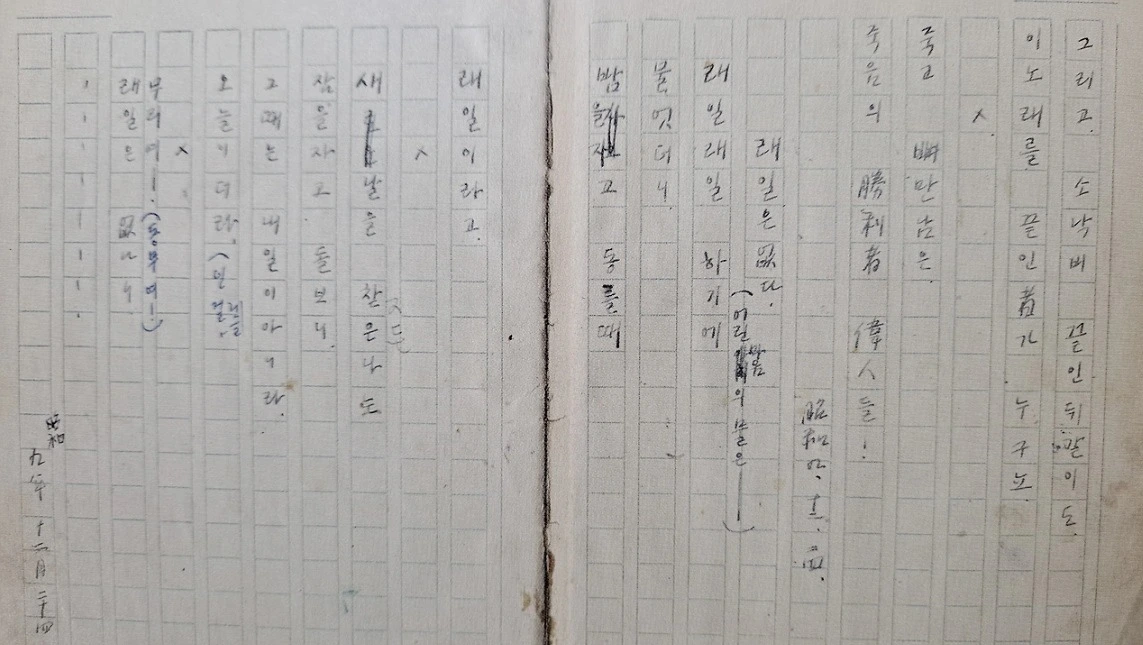 그리고 소낙비 끝인뒤갈이도
이노래를 끝인者가 누구뇨.
×
죽고 뼈만남은
죽음의 勝利者 偉人들!
昭和九. 十二. 二四.
래일은 없다.
(어린 마음의 물은——)
래일래일 하기에
물엇더니
밤을자고 동틀때
래일이라고.
×
새날을 찯은나도
잠을자고 돌보니.
그때는 내일이아니라.
오늘이더라.)
×
무리여! (동무여!)
래일은 없나니
昭和
九年 十二月 二十四